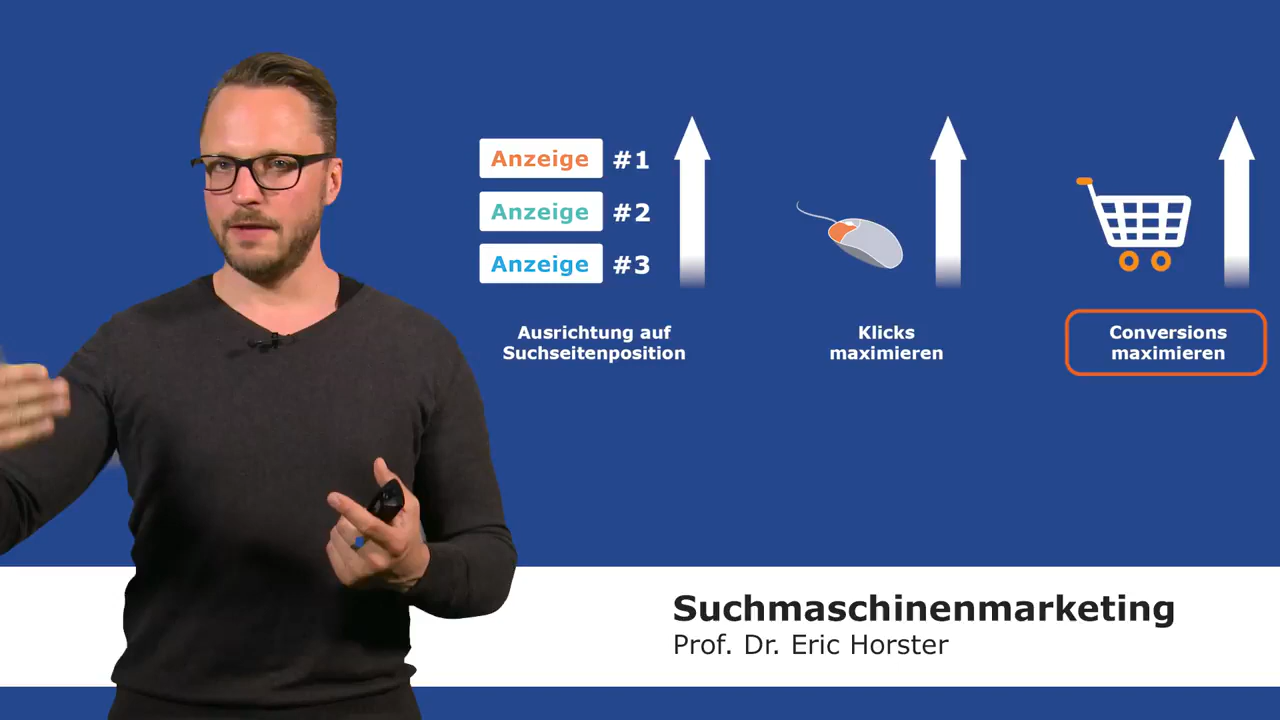 Anzeige #1
Anzeige #2
Anzeige #3
Ausrichtung auf
Suchseitenposition
Klicks
maximieren
Conversions
maximieren
Suchmaschinenmarketing
Prof. Dr. Eric Horster